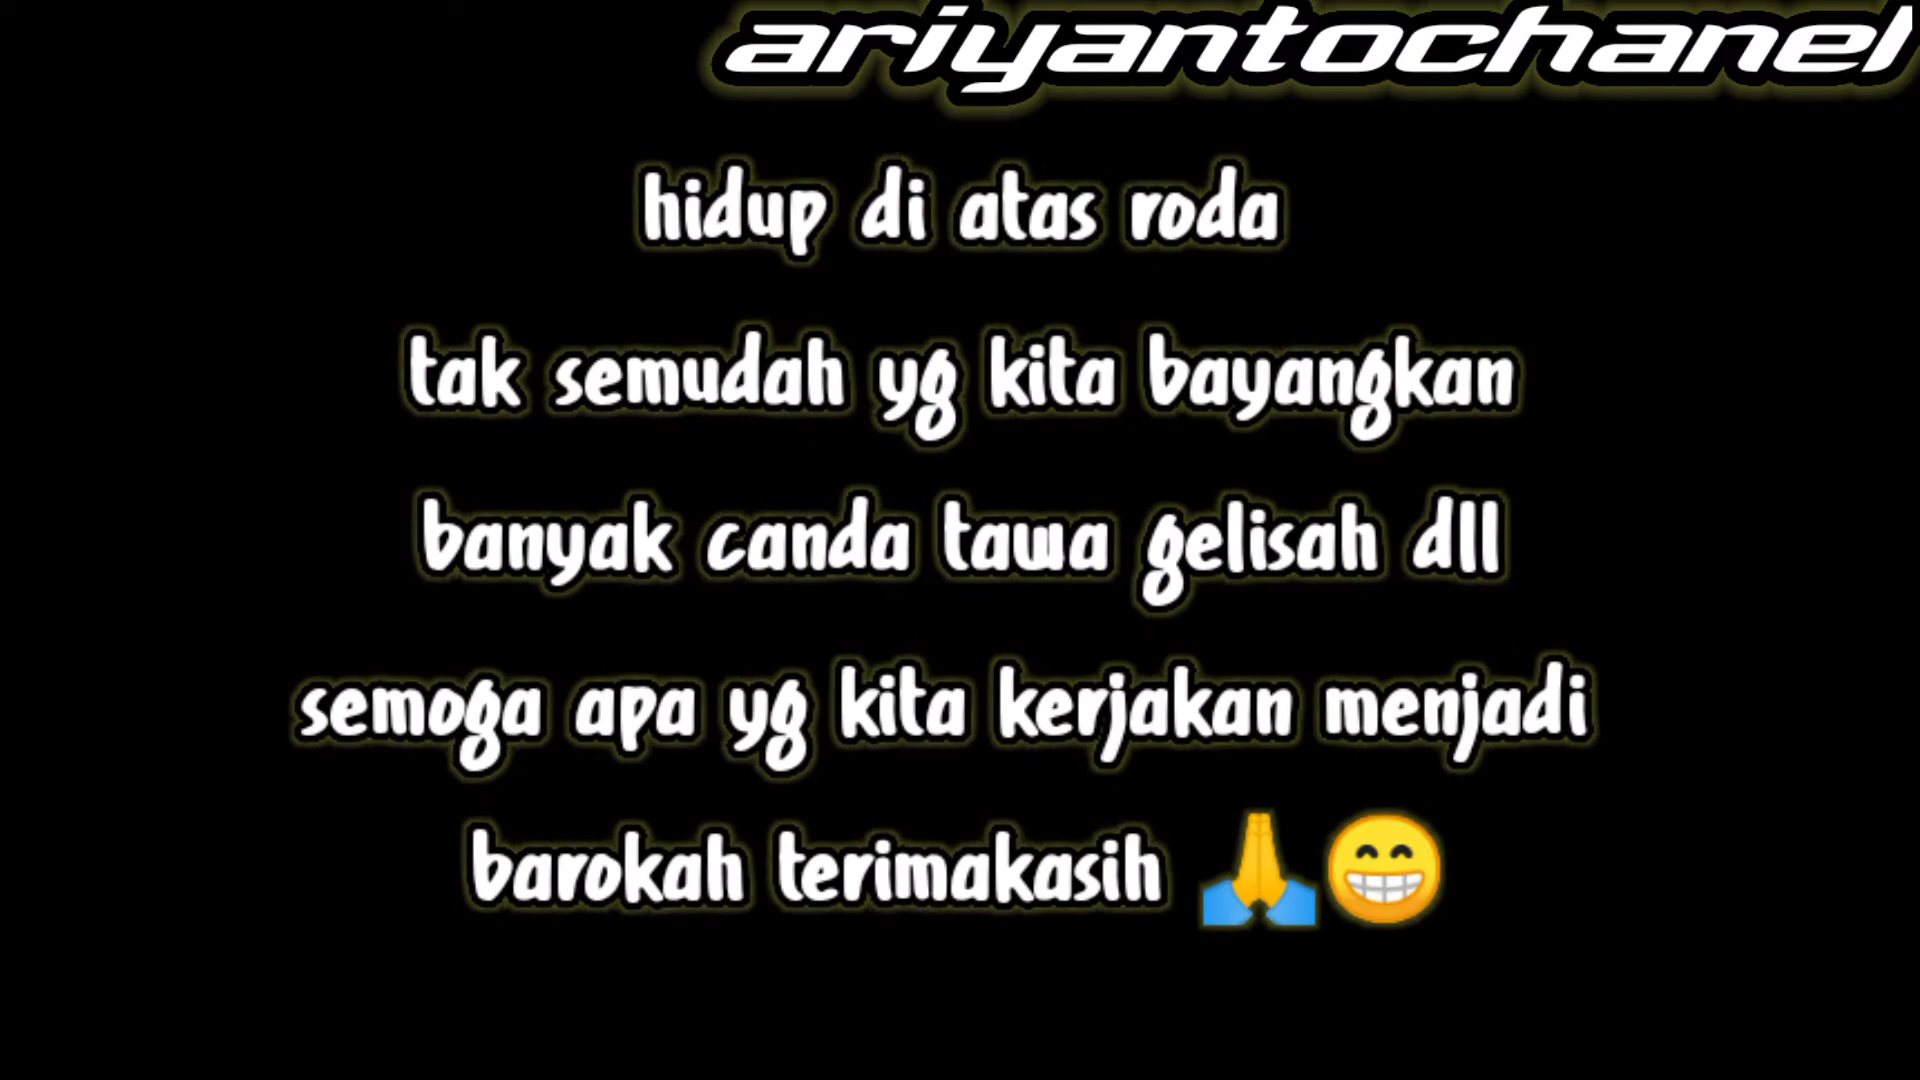 ariyantochanel
hidup di atas roda
tak semudah yg kita bayangkan
banyak canda tawa gelisah dll
semoga apa yg kita kerjakan menjadi
barokah terimakasih 🙏😁